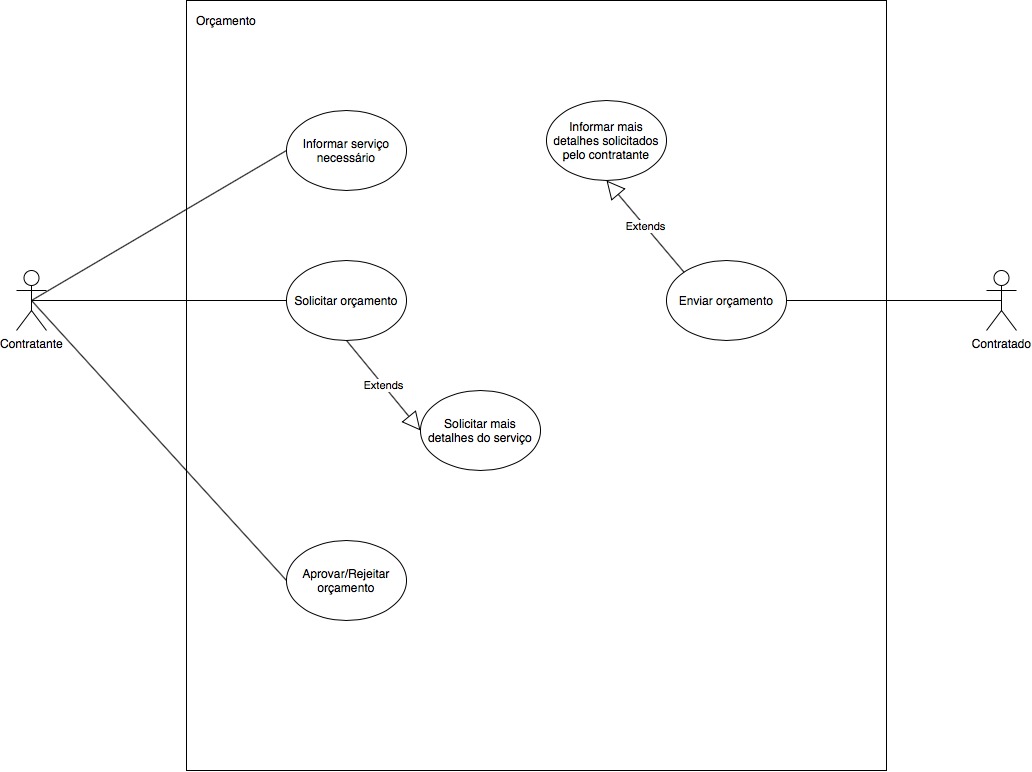 Orçamento
Informar serviço
necessário
Informar mais
detalhes solicitados
pelo contratante
Extends
Solicitar orçamento
Enviar orçamento
Contratante
Contratado
Extends
Solicitar mais
detalhes do serviço
Aprovar/Rejeitar
orçamento